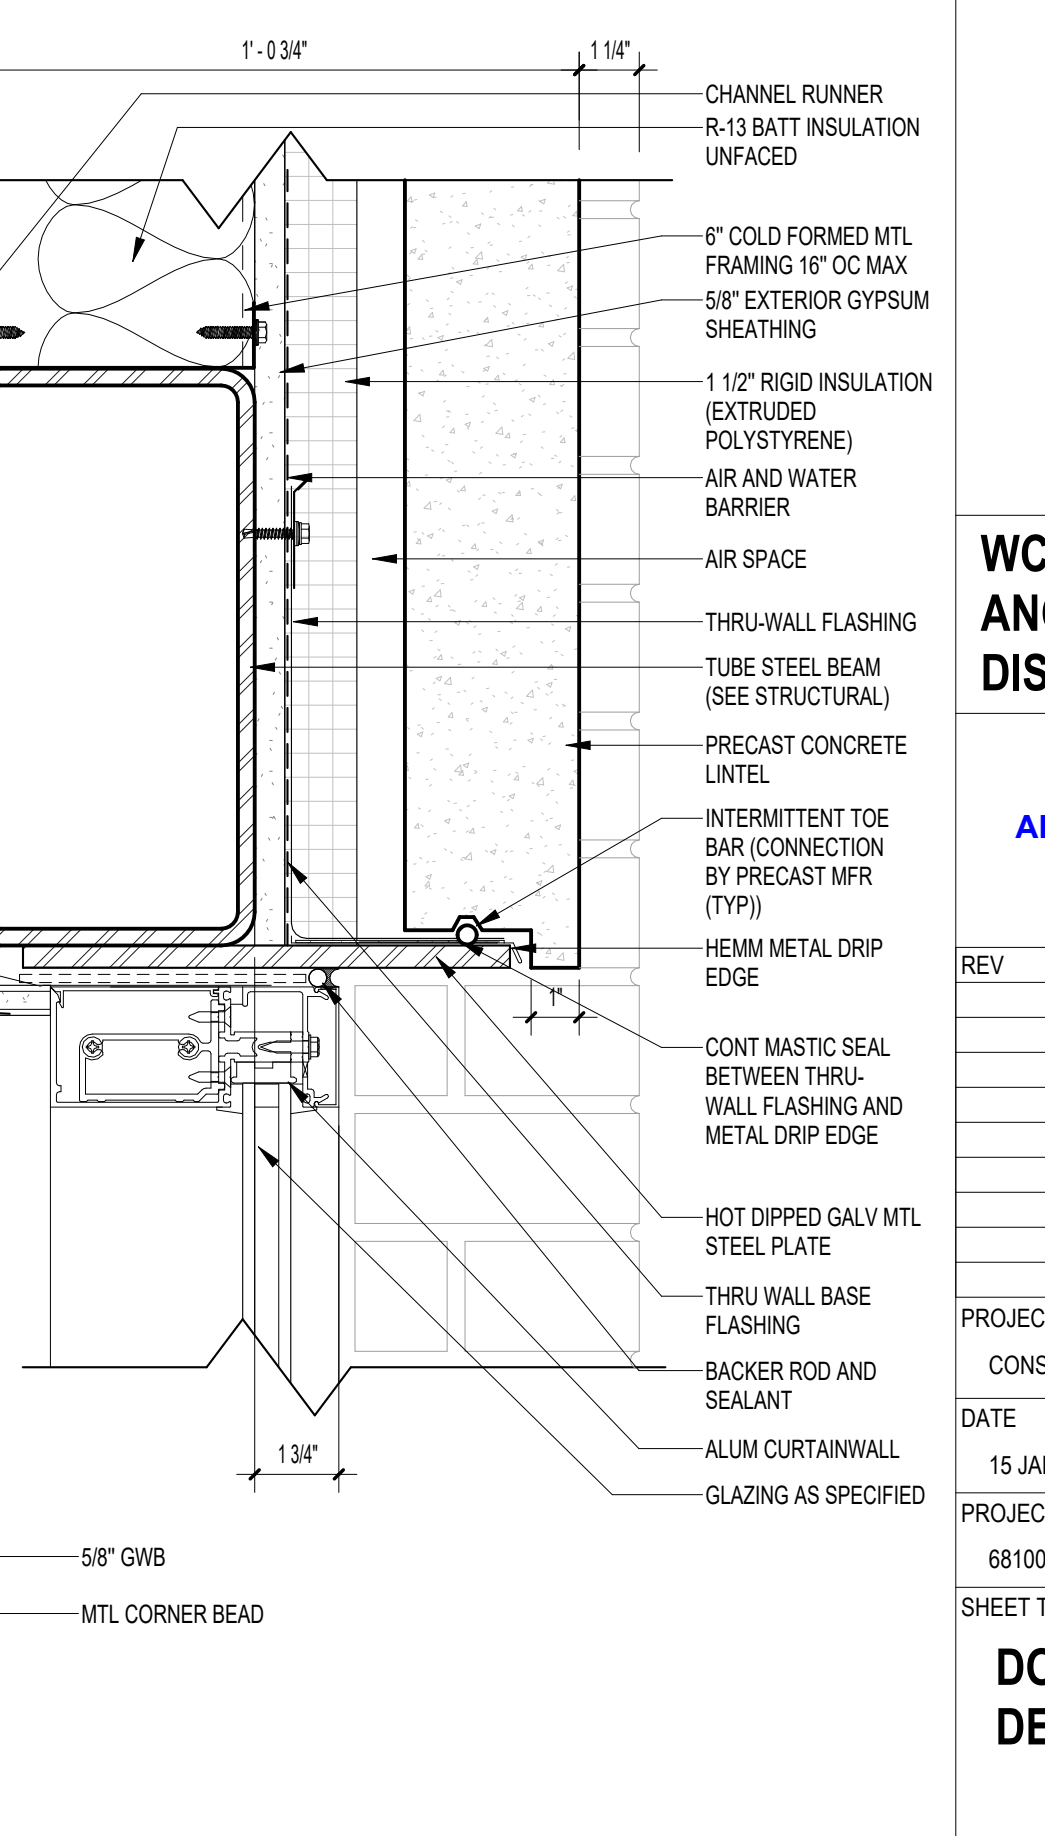 1' - 0 3/4"
1 1/4"
CHANNEL RUNNER
R-13 BATT INSULATION
UNFACED
6" COLD FORMED MTL
FRAMING 16" OC MAX
5/8" EXTERIOR GYPSUM
SHEATHING
1 1/2" RIGID INSULATION
(EXTRUDED
POLYSTYRENE)
AIR AND WATER
BARRIER
AIR SPACE
THRU-WALL FLASHING
TUBE STEEL BEAM
(SEE STRUCTURAL)
PRECAST CONCRETE
LINTEL
INTERMITTENT TOE
BAR (CONNECTION
BY PRECAST MFR
(TYP))
HEMM METAL DRIP
EDGE
1"
CONT MASTIC SEAL
BETWEEN THRU-
WALL FLASHING AND
METAL DRIP EDGE
HOT DIPPED GALV MTL
STEEL PLATE
THRU WALL BASE
FLASHING
BACKER ROD AND
SEALANT
ALUM CURTAINWALL
GLAZING AS SPECIFIED
1 3/4"
5/8" GWB
MTL CORNER BEAD
WC
DIS
REV
PROJEC
CONS
DATE
15 JA
PROJEC
68100
SHEET T
DE